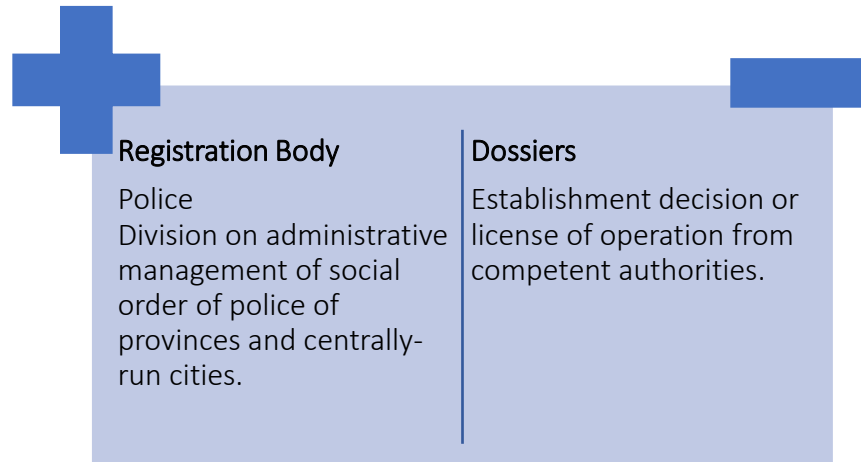 Registration Body
Police
Division on administrative
management of social
order of police of
provinces and centrally-
run cities.
Dossiers
Establishment decision or
license of operation from
competent authorities.